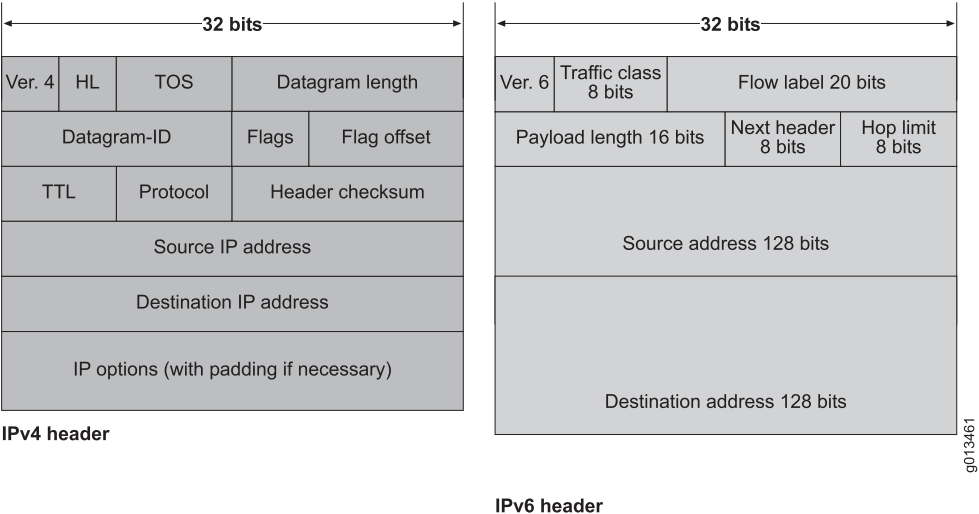 32 bits
Ver. 4 HL TOS Datagram length
Datagram-ID Flags Flag offset
TTL Protocol Header checksum
Source IP address
Destination IP address
IP options (with padding if necessary)
IPv4 header
32 bits
Ver. 6 Traffic class
8 bits
Flow label 20 bits
Payload length 16 bits
Next header
8 bits
Hop limit
8 bits
Source address 128 bits
Destination address 128 bits
IPv6 header
g013461